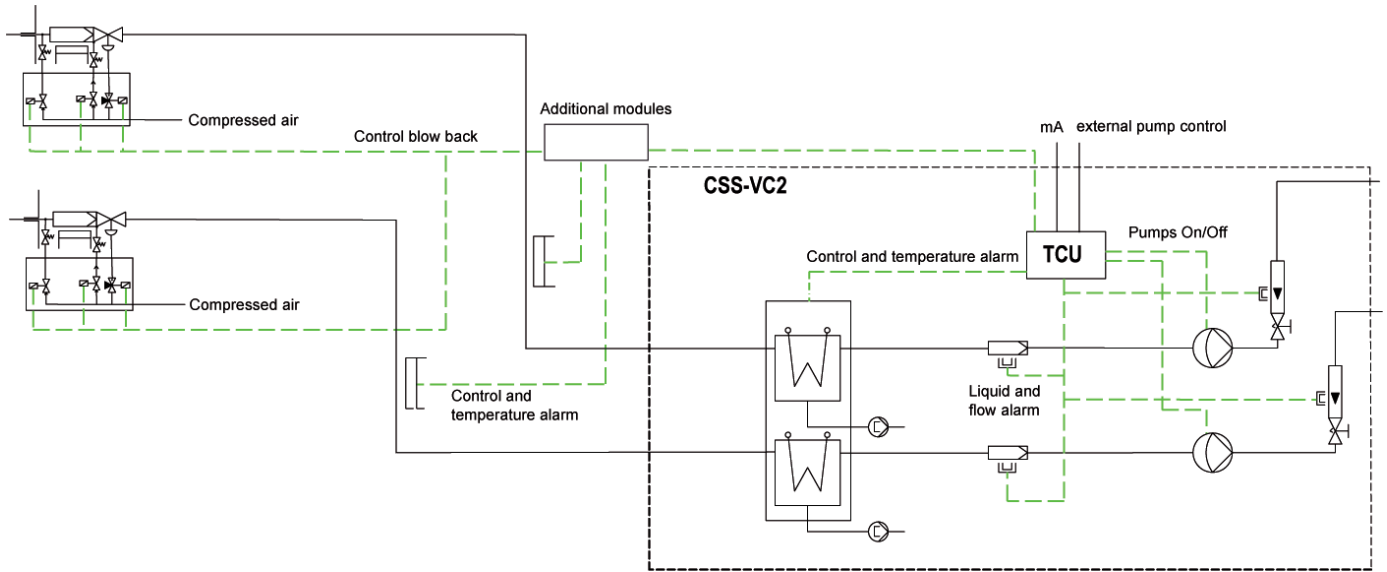 Additional modules
Compressed air
Control blow back
mA
external pump control
CSS-VC2
Pumps On/Off
TCU
Control and temperature alarm
Compressed air
Control and
temperature alarm
Liquid and
flow alarm